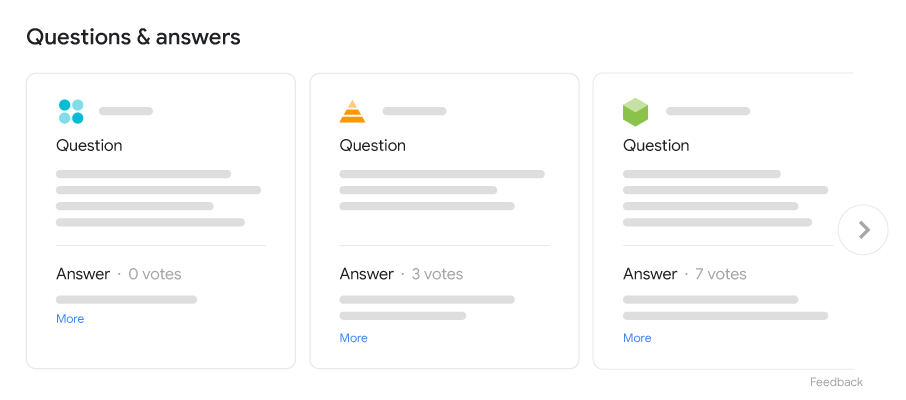 Questions & answers
Question
Answer · 0 votes
More
Question
Answer · 3 votes
More
Question
Answer · 7 votes
More
Feedback